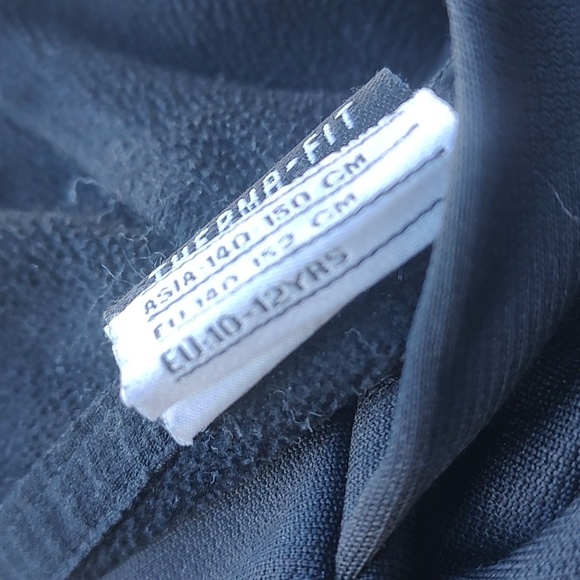 THERMA-FIT
ASIA:140-150 CM
EU:140-152 CM
EU:10-12YRS